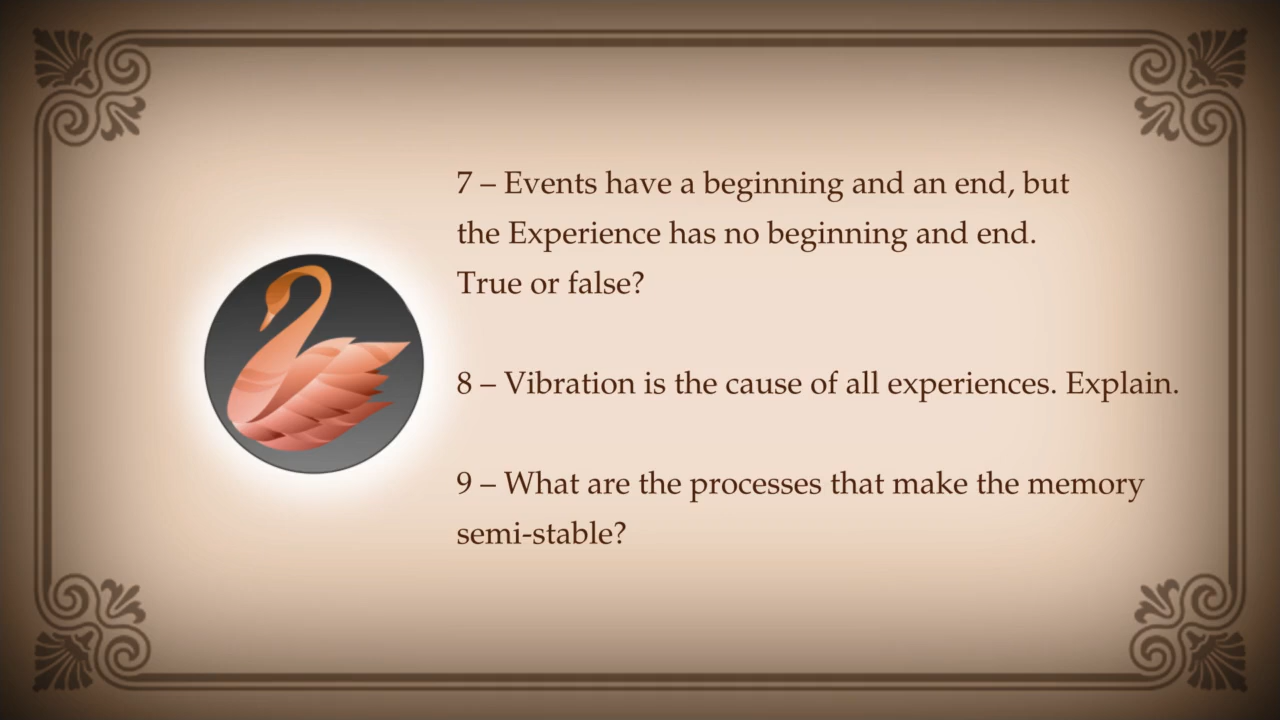 7 – Events have a beginning and an end, but
the Experience has no beginning and end.
True or false?
8 – Vibration is the cause of all experiences. Explain.
9 – What are the processes that make the memory
semi-stable?